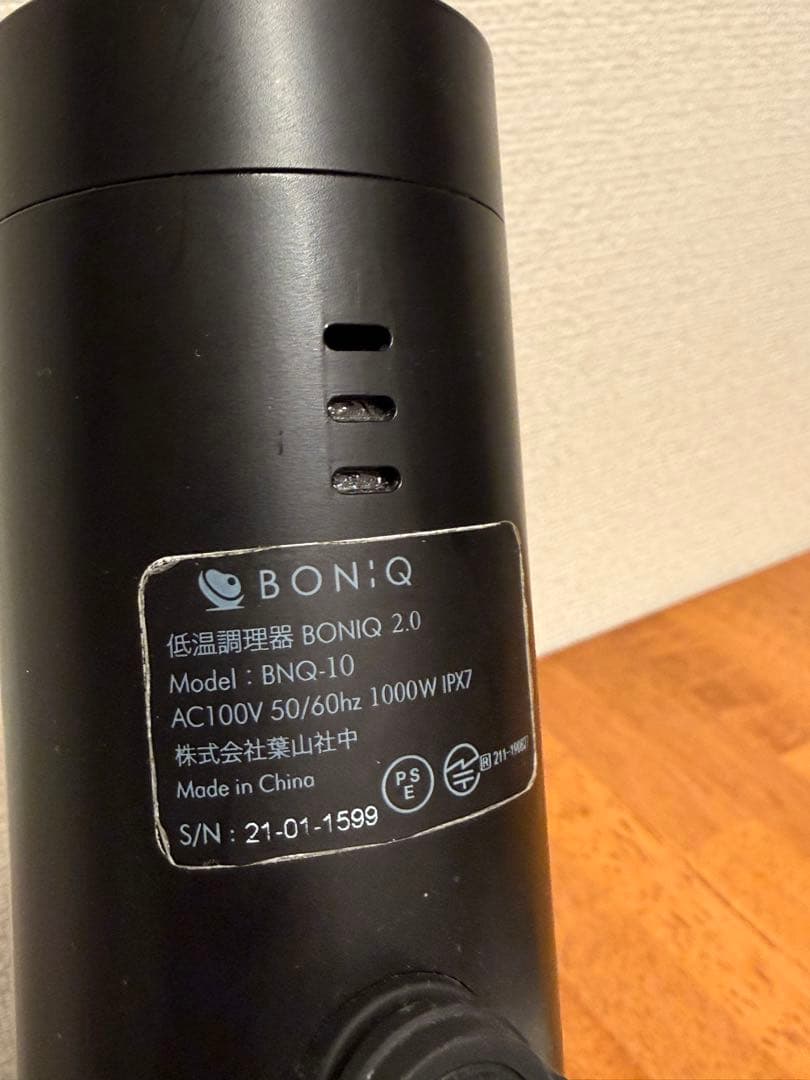 BONIQ
低温調理器 BONIQ 2.0
Model : BNQ-10
AC100V 50/60hz 1000W IPX7
株式会社葉山社中
Made in China
PS
E
R
S/N : 21-01-1599